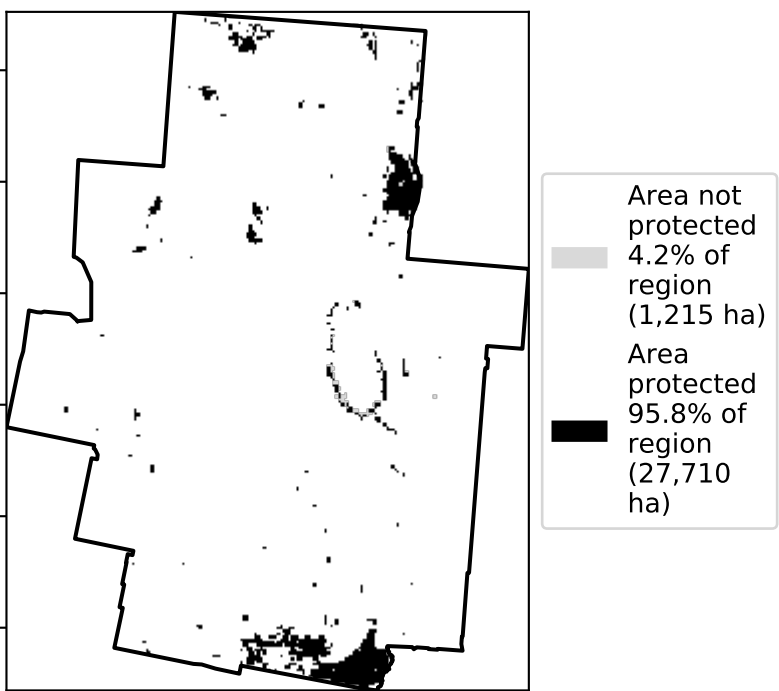 Area not
protected
4.2% of
region
(1,215 ha)
Area
protected
95.8% of
region
(27,710
ha)